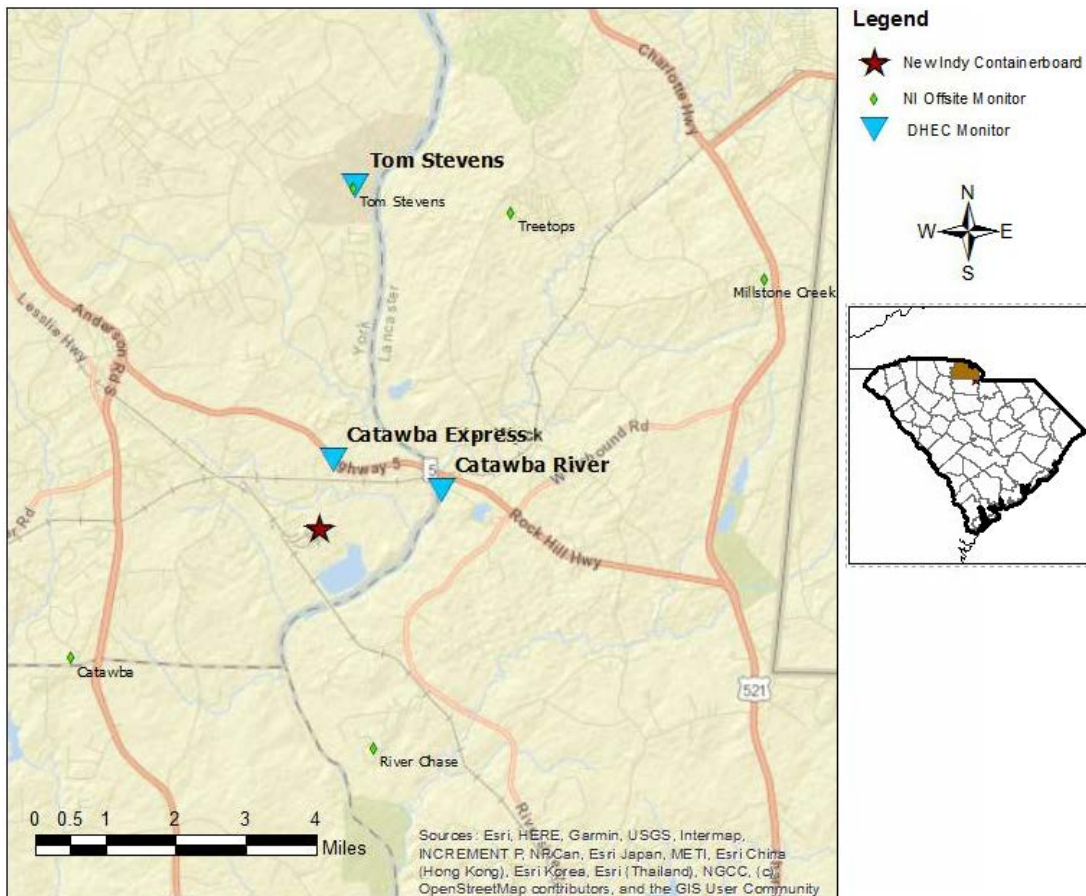 Legend
New Indy Containerboard
NI Offsite Monitor
DHEC Monitor
N
W E
S
Charlotte Hwy
Tom Stevens
Tom Stevens
Treetops
Millstone Creek
Anderson Rd S
Lesslie Hwy
York
Lancaster
Catawba Express
Highway 5
5
Catawba River
Rd
Rock Hill Hwy
Rd
Catawba
521
River Chase
0 0.5 1 2 3 4
Miles
Sources: Esri, HERE, Garmin, USGS, Intermap,
INCREMENT P, NRCan, Esri Japan, METI, Esri China
(Hong Kong), Esri Korea, Esri (Thailand), NGCC, (c)
OpenStreetMap contributors, and the GIS User Community